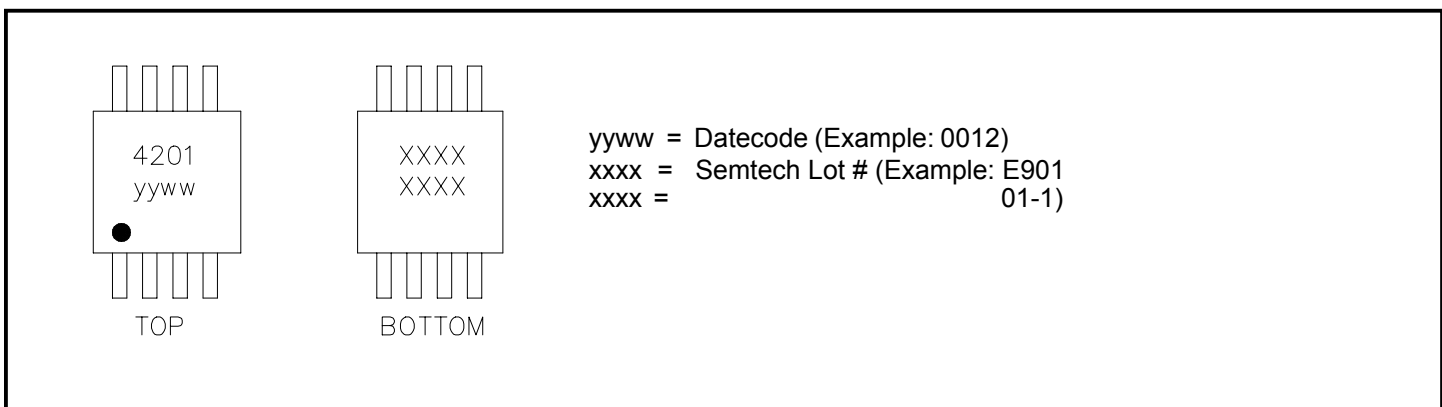 4201
yyww
TOP
XXXX
XXXX
BOTTOM
yyww = Datecode (Example: 0012)
xxxx = Semtech Lot # (Example: E901
xxxx = 01-1)